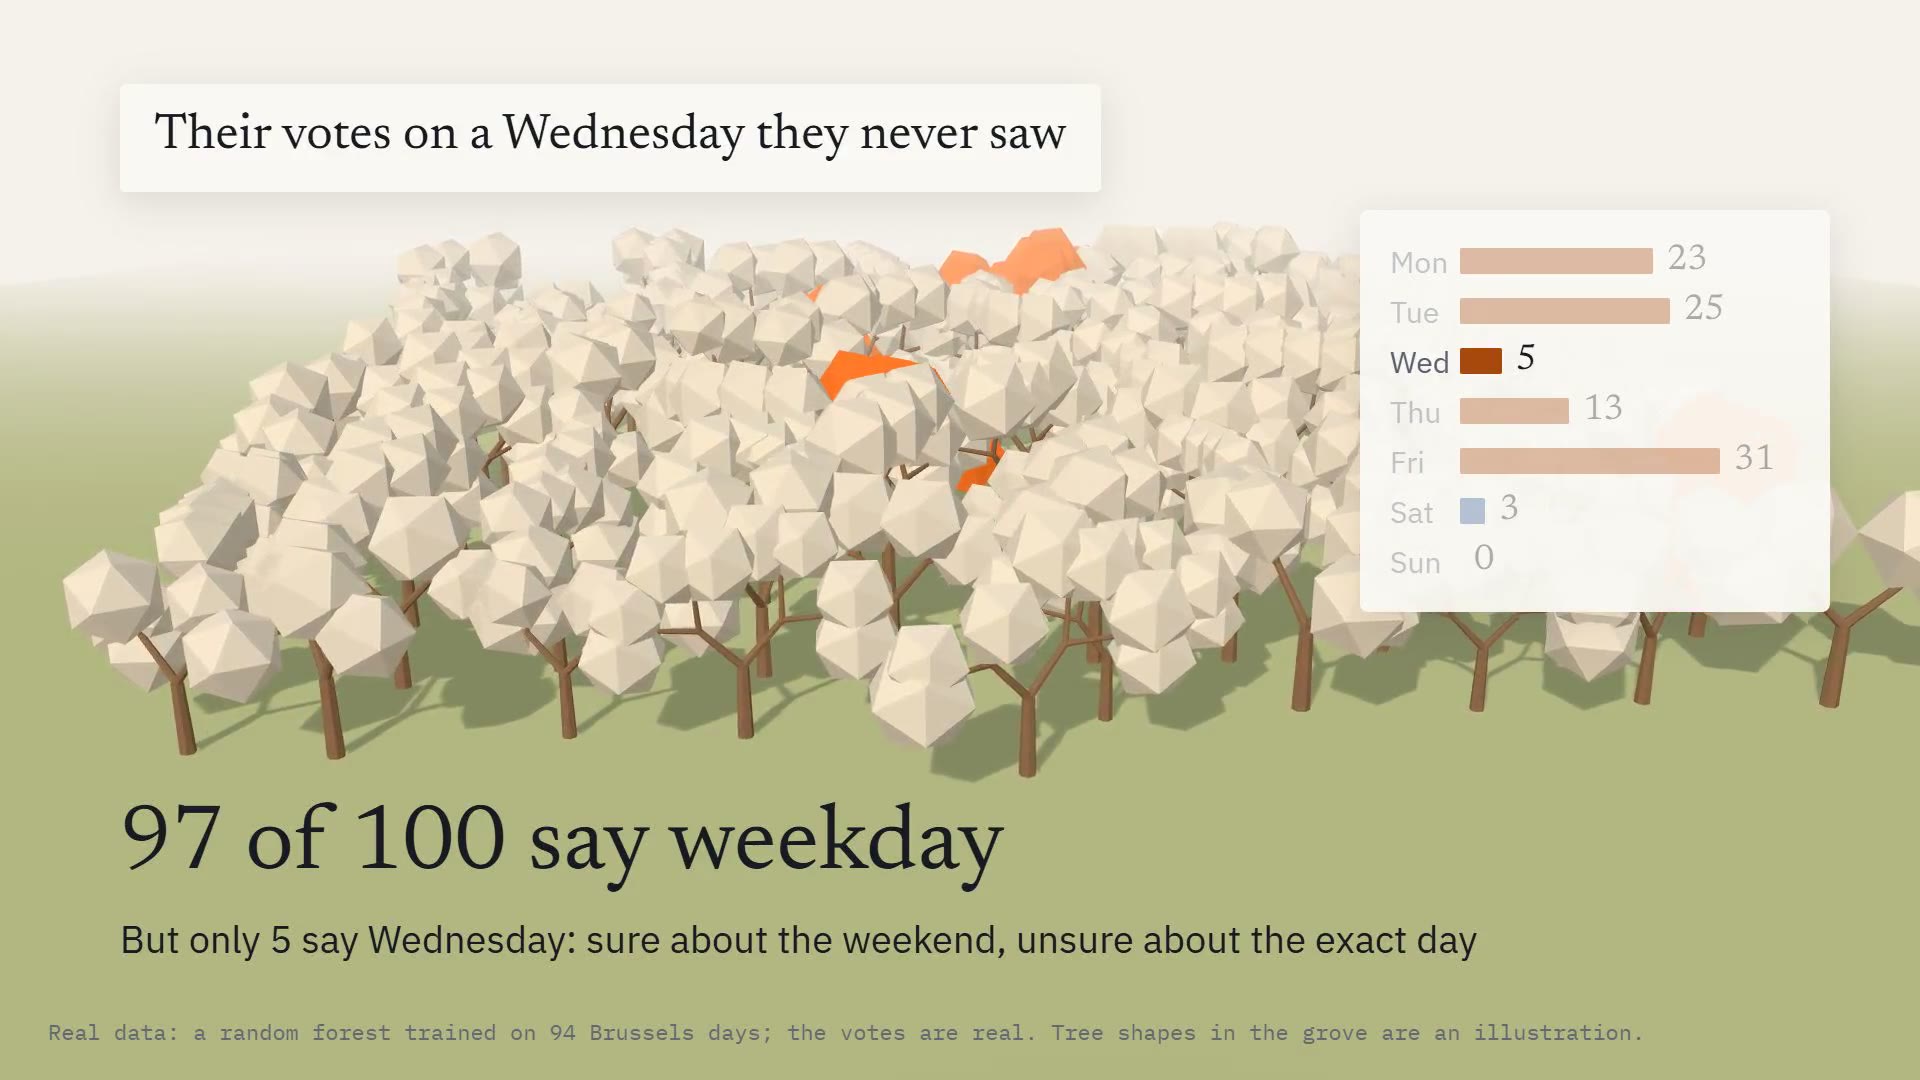 Their votes on a Wednesday they never saw
Mon 23
Tue 25
Wed 5
Thu 13
Fri 31
Sat 3
Sun 0
97 of 100 say weekday
But only 5 say Wednesday: sure about the weekend, unsure about the exact day
Real data: a random forest trained on 94 Brussels days; the votes are real. Tree shapes in the grove are an illustration.